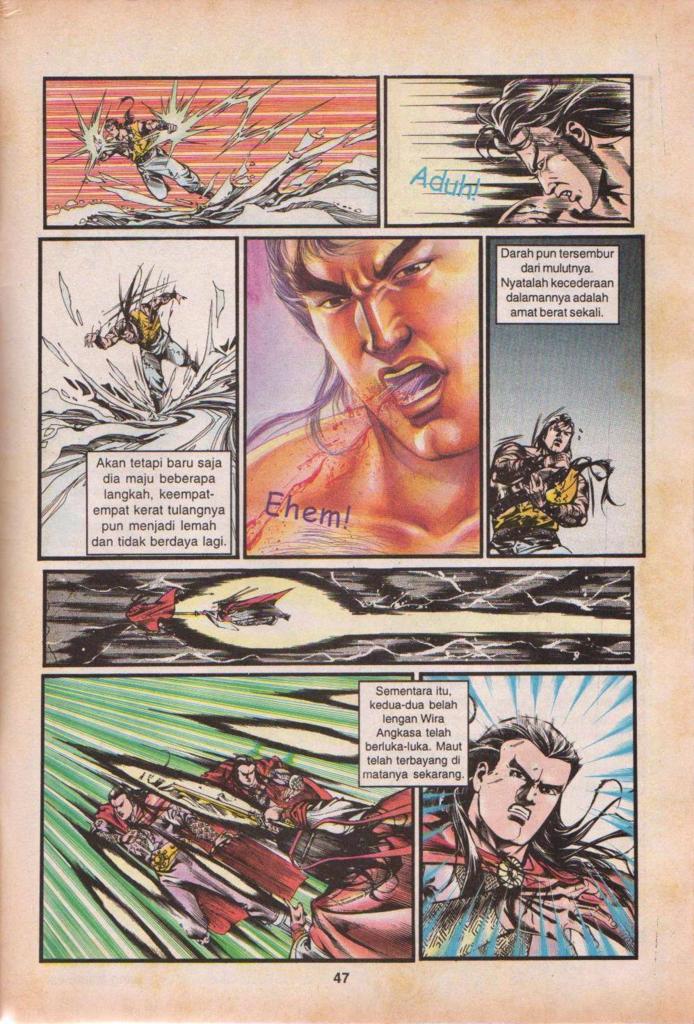 Aduh!
Akan tetapi baru saja
dia maju beberapa
langkah, keempat-
empat kerat tulangnya
pun menjadi lemah
dan tidak berdaya lagi.
Ehem!
Darah pun tersembur
dari mulutnya.
Nyatalah kecederaan
dalamannya adalah
amat berat sekali.
Sementara itu,
kedua-dua belah
lengan Wira
Angkasa telah
berluka-luka. Maut
telah terbayang di
matanya sekarang.
47